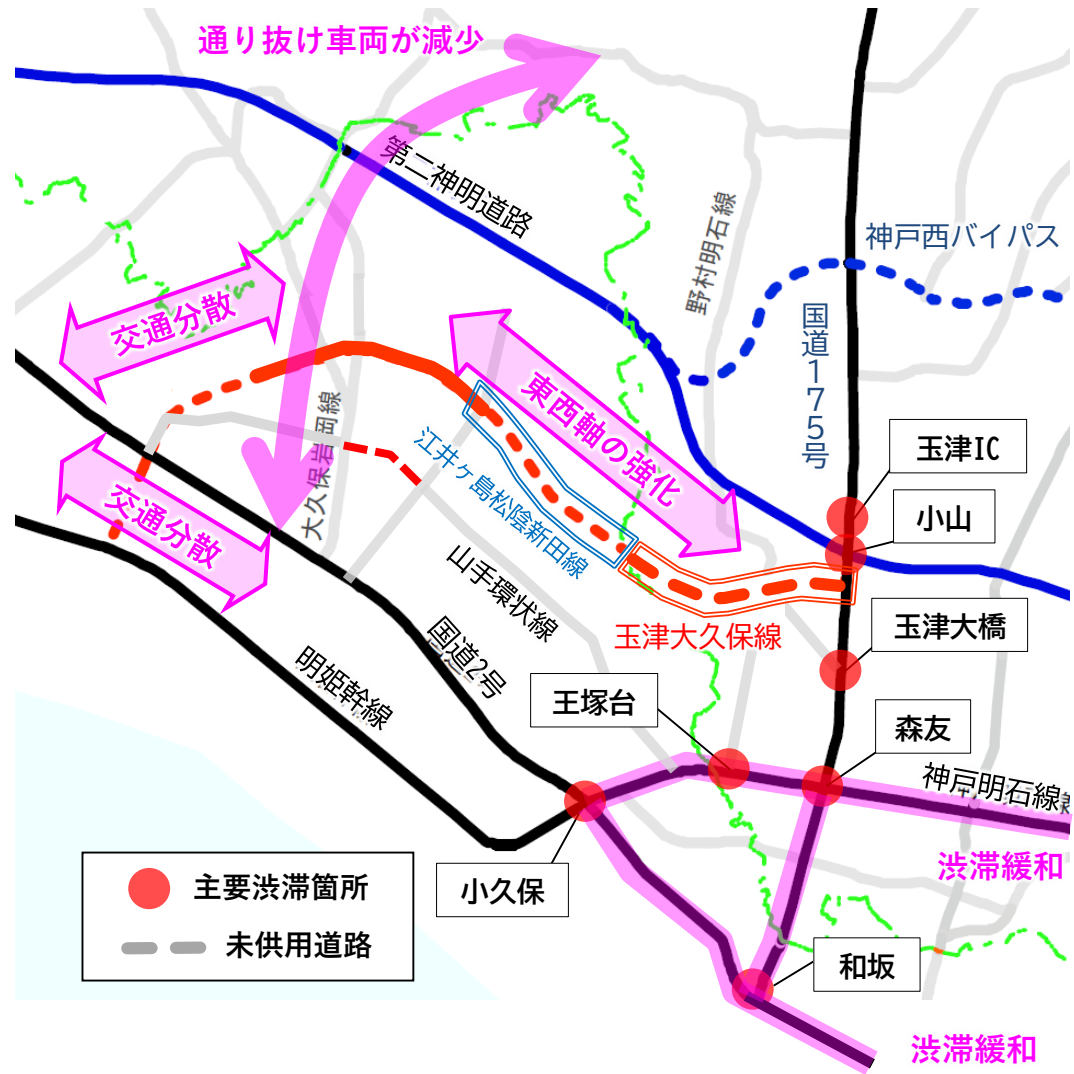 通り抜け車両が減少
第二神明道路
野村明石線
神戸西バイパス
国道175号
交通分散
東西軸の強化
大久保岩岡線
江井ヶ島松陰新田線
玉津IC
小山
交通分散
山手環状線
玉津大久保線
玉津大橋
国道2号
明姫幹線
王塚台
森友
神戸明石線
渋滞緩和
小久保
主要渋滞箇所
未供用道路
和坂
渋滞緩和